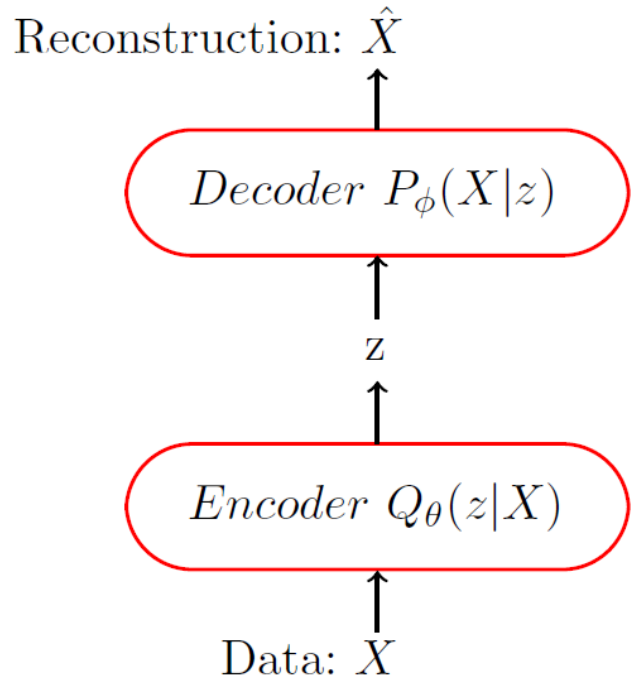 Reconstruction: X̂
Decoder P_ϕ(X|z)
z
Encoder Q_θ(z|X)
Data: X